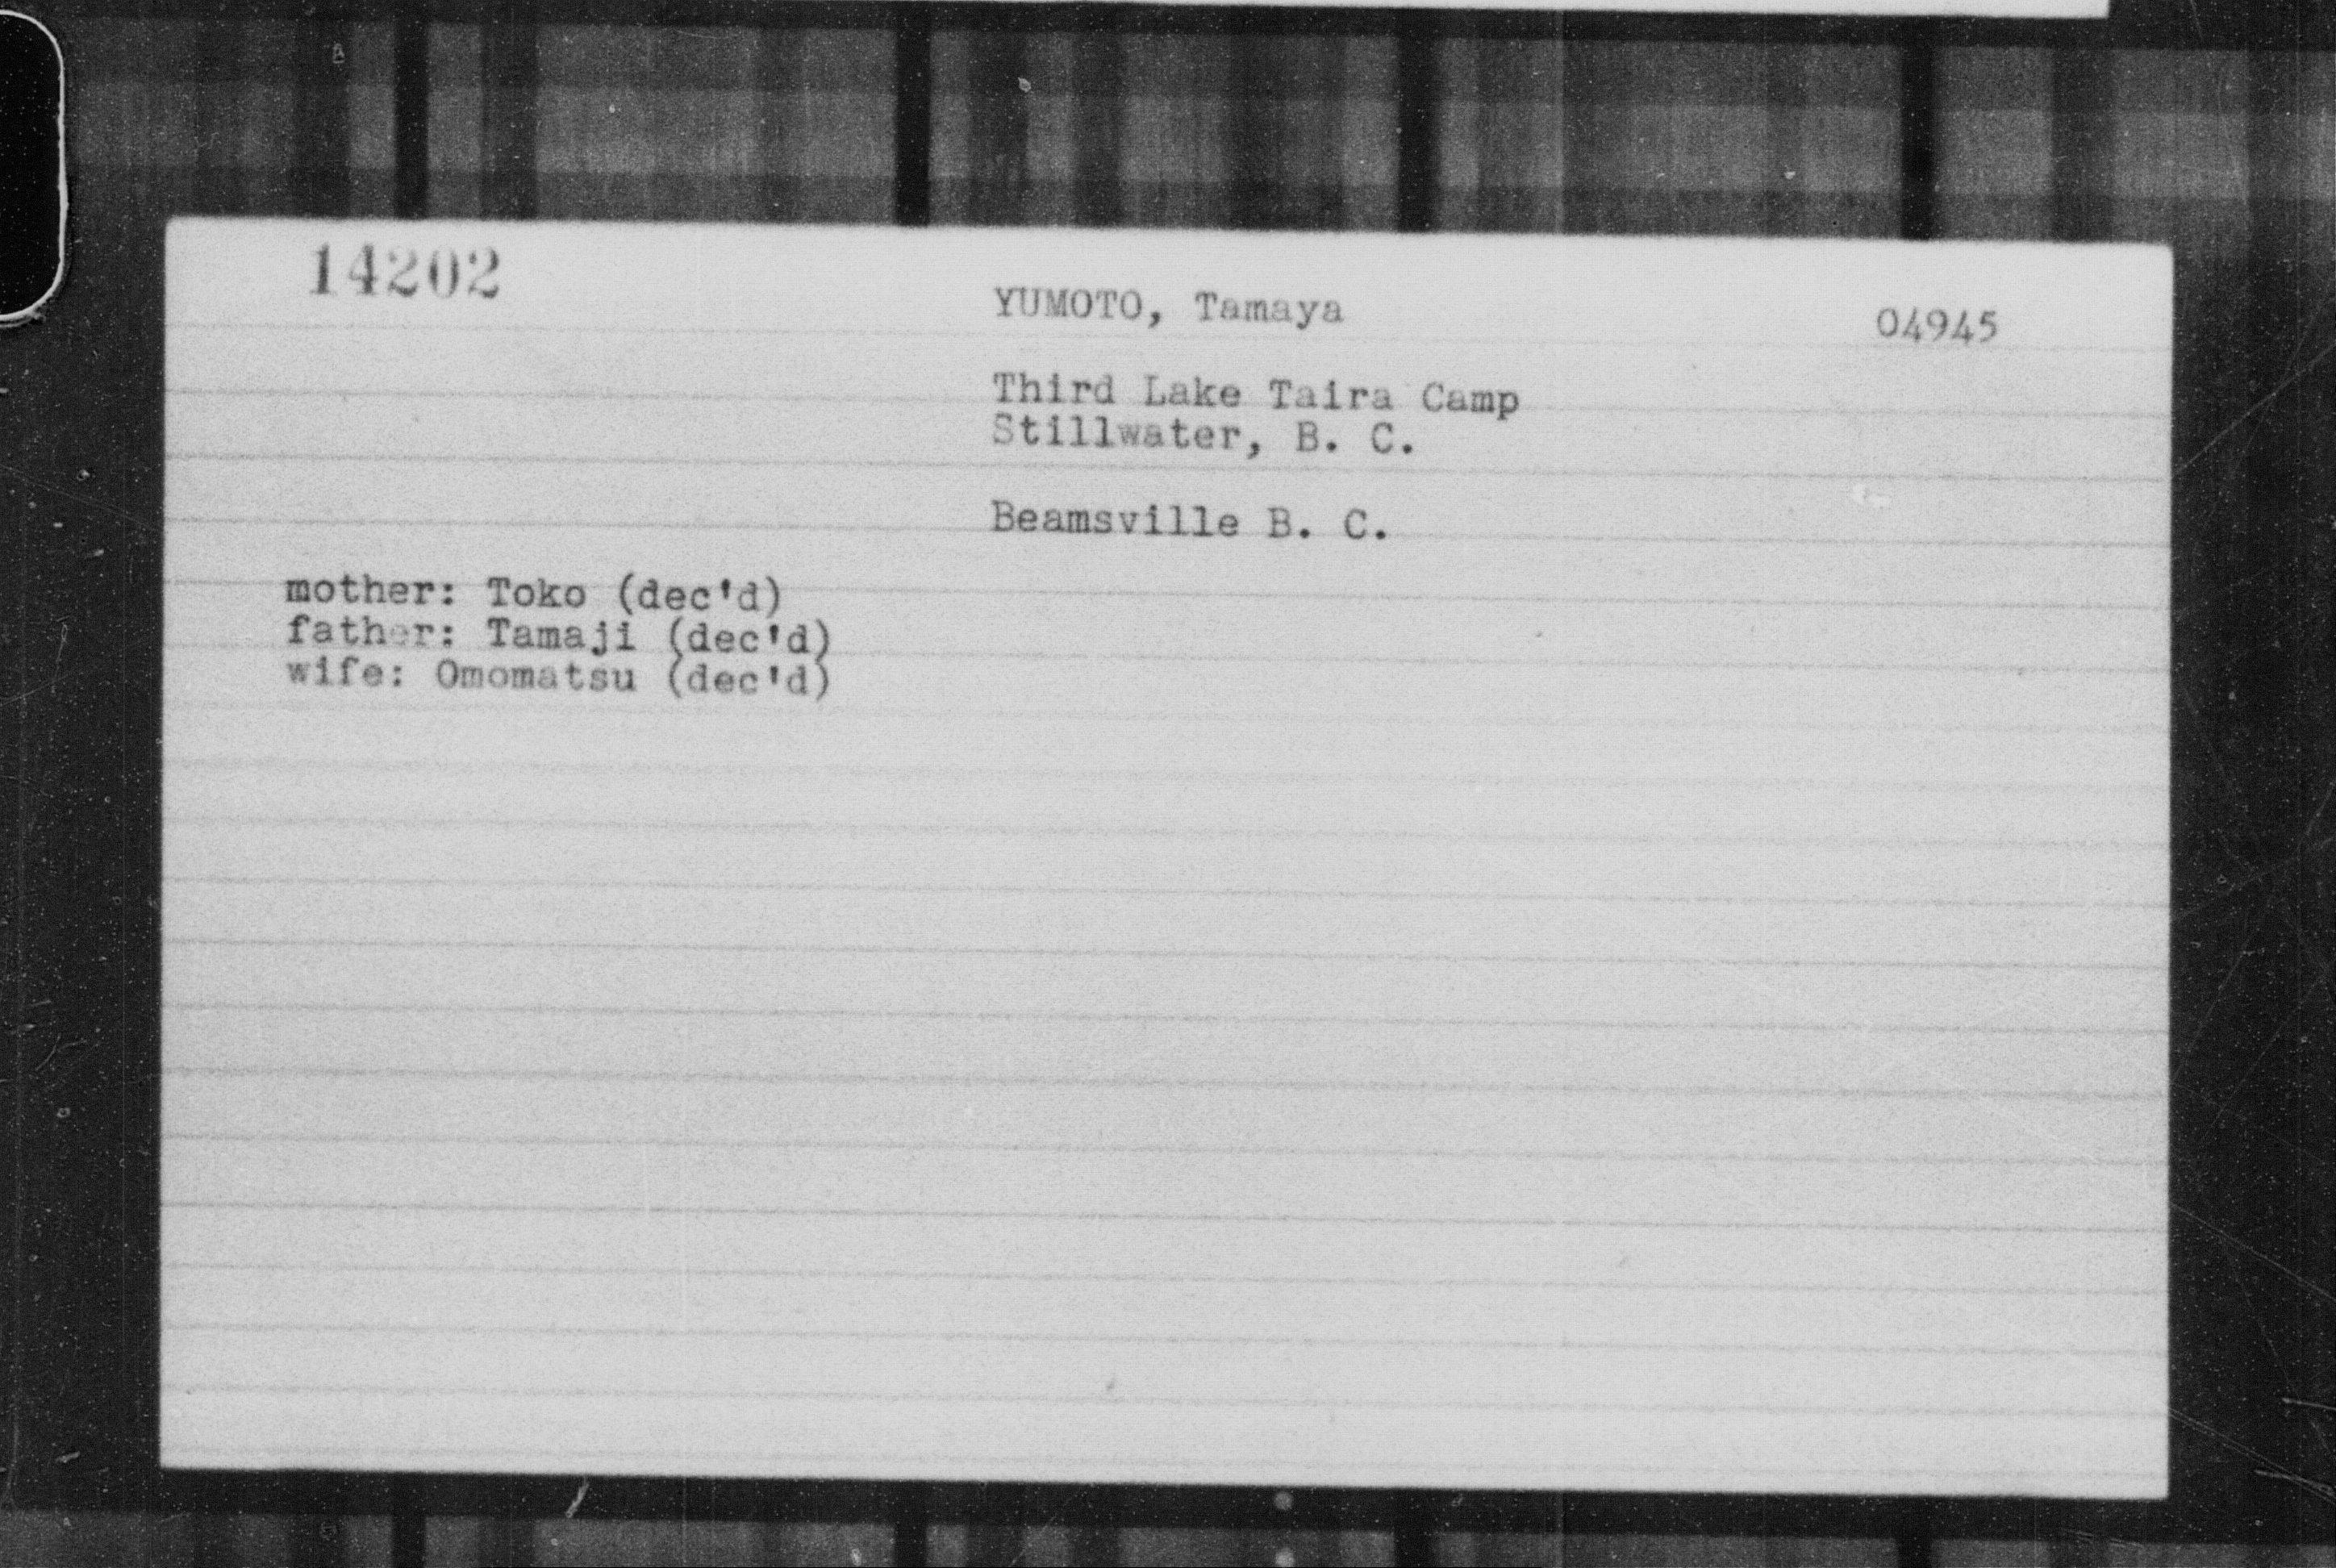 14202
YUMOTO, Tamaya
04945
Third Lake Taira Camp
Stillwater, B. C.
Beamsville B. C.
mother: Toko (dec'd)
father: Tamaji (dec'd)
wife: Omomatsu (dec'd)